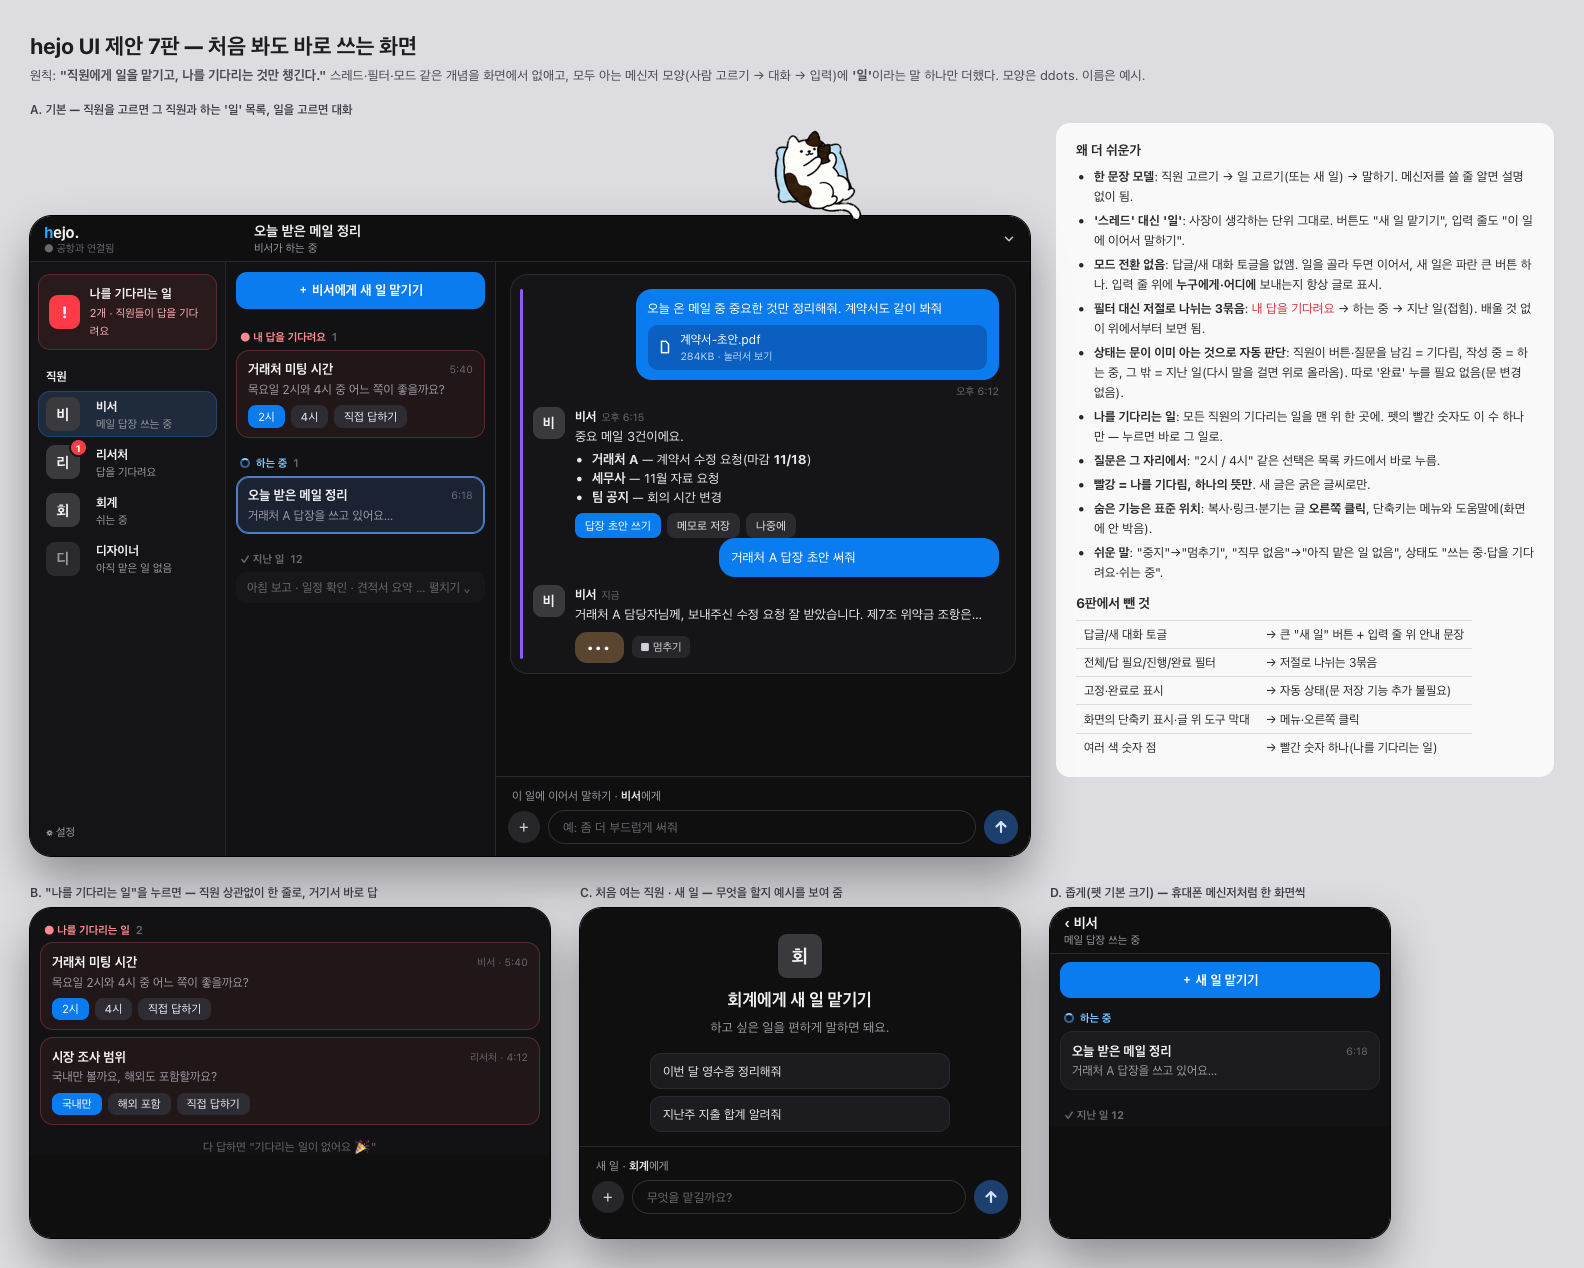 hejo UI 제안 7판 — 처음 봐도 바로 쓰는 화면
원칙: "직원에게 일을 맡기고, 나를 기다리는 것만 챙긴다." 스레드·필터·모드 같은 개념을 화면에서 없애고, 모두 아는 메신저 모양(사람 고르기 → 대화 → 입력)에 '일'이라는 말 하나만 더했다. 모양은 ddots. 이름은 예시.
A. 기본 — 직원을 고르면 그 직원과 하는 '일' 목록, 일을 고르면 대화
hejo.
공항과 연결됨
오늘 받은 메일 정리
비서가 하는 중
!
나를 기다리는 일
2개 · 직원들이 답을 기다
려요
직원
비
비서
메일 답장 쓰는 중
리
1
리서처
답을 기다려요
회
회계
쉬는 중
디
디자이너
아직 맡은 일 없음
설정
+ 비서에게 새 일 맡기기
내 답을 기다려요 1
거래처 미팅 시간
5:40
목요일 2시와 4시 중 어느 쪽이 좋을까요?
2시
4시
직접 답하기
하는 중 1
오늘 받은 메일 정리
6:18
거래처 A 답장을 쓰고 있어요...
✓ 지난 일 12
아침 보고 · 일정 확인 · 견적서 요약 ... 펼치기 ⌄
오늘 온 메일 중 중요한 것만 정리해줘. 계약서도 같이 봐줘
계약서-초안.pdf
284KB · 눌러서 보기
오후 6:12
비
비서 오후 6:15
중요 메일 3건이에요.
• 거래처 A — 계약서 수정 요청(마감 11/18)
• 세무사 — 11월 자료 요청
• 팀 공지 — 회의 시간 변경
답장 초안 쓰기
메모로 저장
나중에
거래처 A 답장 초안 써줘
비
비서 지금
거래처 A 담당자님께, 보내주신 수정 요청 잘 받았습니다. 제7조 위약금 조항은...
•••
멈추기
이 일에 이어서 말하기 · 비서에게
+
예: 좀 더 부드럽게 써줘
왜 더 쉬운가
• 한 문장 모델: 직원 고르기 → 일 고르기(또는 새 일) → 말하기. 메신저를 쓸 줄 알면 설명
없이 됨.
• '스레드' 대신 '일': 사장이 생각하는 단위 그대로. 버튼도 "새 일 맡기기", 입력 줄도 "이 일
에 이어서 말하기".
• 모드 전환 없음: 답글/새 대화 토글을 없앰. 일을 골라 두면 이어서, 새 일은 파란 큰 버튼 하
나. 입력 줄 위에 누구에게·어디에 보내는지 항상 글로 표시.
• 필터 대신 저절로 나뉘는 3묶음: 내 답을 기다려요 → 하는 중 → 지난 일(접힘). 배울 것 없
이 위에서부터 보면 됨.
• 상태는 문이 이미 아는 것으로 자동 판단: 직원이 버튼·질문을 남김 = 기다림, 작성 중 = 하
는 중, 그 밖 = 지난 일(다시 말을 걸면 위로 올라옴). 따로 '완료' 누를 필요 없음(문 변경
없음).
• 나를 기다리는 일: 모든 직원의 기다리는 일을 맨 위 한 곳에. 펫의 빨간 숫자도 이 수 하나
만 — 누르면 바로 그 일로.
• 질문은 그 자리에서: "2시 / 4시" 같은 선택은 목록 카드에서 바로 누름.
• 빨강 = 나를 기다림, 하나의 뜻만. 새 글은 굵은 글씨로만.
• 숨은 기능은 표준 위치: 복사·링크·분기는 글 오른쪽 클릭, 단축키는 메뉴와 도움말에(화면
에 안 박음).
• 쉬운 말: "중지"→"멈추기", "직무 없음"→"아직 맡은 일 없음", 상태도 "쓰는 중·답을 기다
려요·쉬는 중".
6판에서 뺀 것
답글/새 대화 토글 → 큰 "새 일" 버튼 + 입력 줄 위 안내 문장
전체/답 필요/진행/완료 필터 → 저절로 나뉘는 3묶음
고정·완료로 표시 → 자동 상태(문 저장 기능 추가 불필요)
화면의 단축키 표시·글 위 도구 막대 → 메뉴·오른쪽 클릭
여러 색 숫자 점 → 빨간 숫자 하나(나를 기다리는 일)
B. "나를 기다리는 일"을 누르면 — 직원 상관없이 한 줄로, 거기서 바로 답
나를 기다리는 일 2
거래처 미팅 시간
비서 · 5:40
목요일 2시와 4시 중 어느 쪽이 좋을까요?
2시
4시
직접 답하기
시장 조사 범위
리서처 · 4:12
국내만 볼까요, 해외도 포함할까요?
국내만
해외 포함
직접 답하기
다 답하면 "기다리는 일이 없어요 🎉"
C. 처음 여는 직원 · 새 일 — 무엇을 할지 예시를 보여 줌
회
회계에게 새 일 맡기기
하고 싶은 일을 편하게 말하면 돼요.
이번 달 영수증 정리해줘
지난주 지출 합계 알려줘
새 일 · 회계에게
+
무엇을 맡길까요?
D. 좁게(펫 기본 크기) — 휴대폰 메신저처럼 한 화면씩
‹ 비서
메일 답장 쓰는 중
+ 새 일 맡기기
하는 중
오늘 받은 메일 정리
6:18
거래처 A 답장을 쓰고 있어요...
✓ 지난 일 12